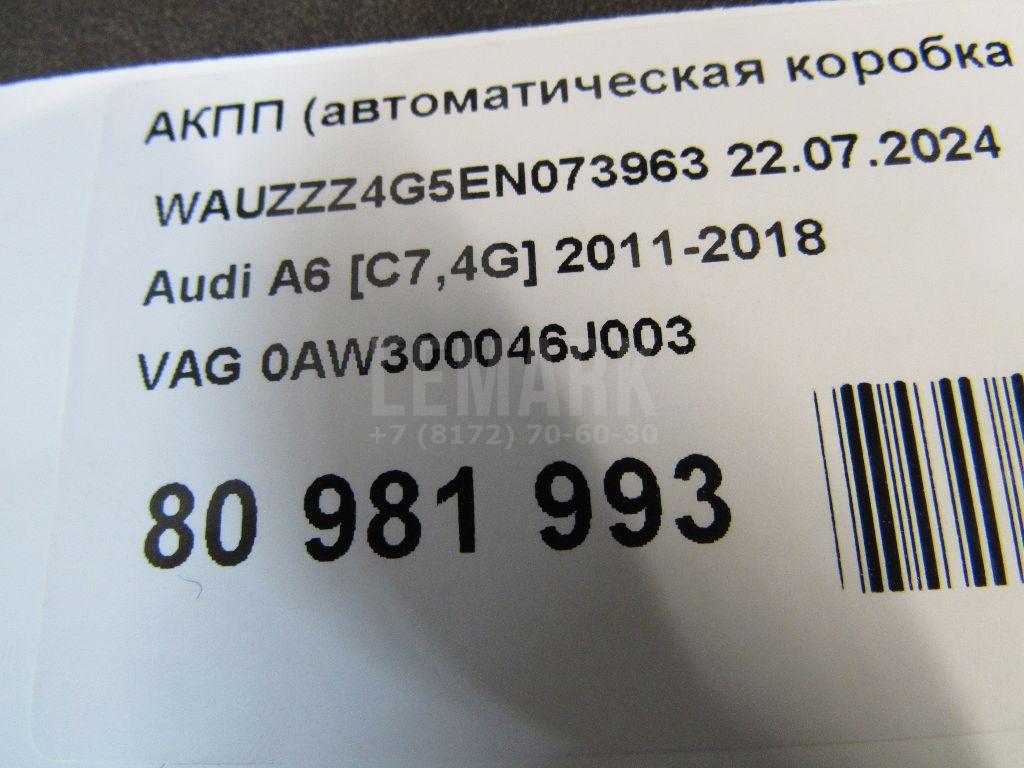 АКПП (автоматическая коробка
WAUZZZ4G5EN073963 22.07.2024
Audi A6 [C7,4G] 2011-2018
VAG 0AW300046J003
LEMARK
+7 (8172) 70-60-30
80 981 993